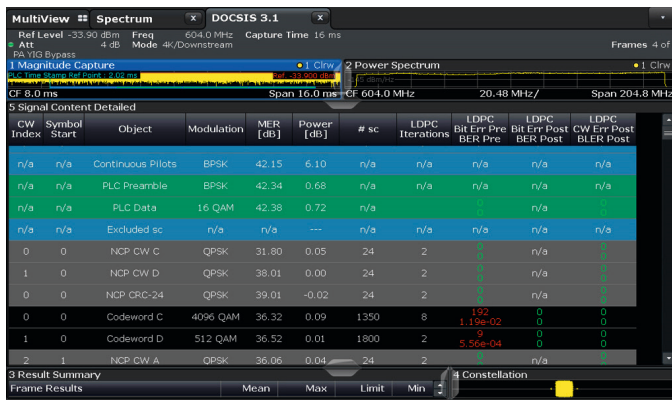 MultiView Spectrum X DOCSIS 3.1 X
Ref Level -33.90 dBm Freq 604.0 MHz Capture Time 16 ms
Att 4 dB Mode 4K/Downstream Frames 4 of
PA YIG Bypass
1 Magnitude Capture 1 Clrw 2 Power Spectrum 1 Clrw
PLC Time Stamp Ref Point : 2.02 ms Ref. -33.900 dBm
CF 8.0 ms Span 16.0 ms CF 604.0 MHz 20.48 MHz/ Span 204.8 MHz
5 Signal Content Detailed
CW Index Symbol Start Object Modulation MER [dB] Power [dB] # sc LDPC Iterations LDPC Bit Err Pre BER Pre LDPC Bit Err Post BER Post LDPC CW Err Post BLER Post
n/a n/a Continuous Pilots BPSK 42.15 6.10 n/a n/a n/a n/a n/a
n/a n/a PLC Preamble BPSK 42.34 0.68 n/a n/a n/a n/a n/a
n/a n/a PLC Data 16 QAM 42.38 0.72 n/a 0 0 n/a 0 0
n/a n/a Excluded sc n/a n/a --- n/a n/a n/a n/a n/a
0 0 NCP CW C QPSK 31.80 0.05 24 2 0 0 n/a 0 0
1 0 NCP CW D QPSK 38.01 0.00 24 2 0 0 n/a 0 0
0 0 NCP CRC-24 QPSK 39.01 -0.02 24 2 0 0 n/a 0 0
0 0 Codeword C 4096 QAM 36.32 0.09 1350 8 192 1.19e-02 0 0 0 0
1 0 Codeword D 512 QAM 36.52 0.01 1800 2 9 5.56e-04 0 0 0 0
2 1 NCP CW A QPSK 36.06 0.04 24 2 0 n/a 0
3 Result Summary 4 Constellation
Frame Results Mean Max Limit Min